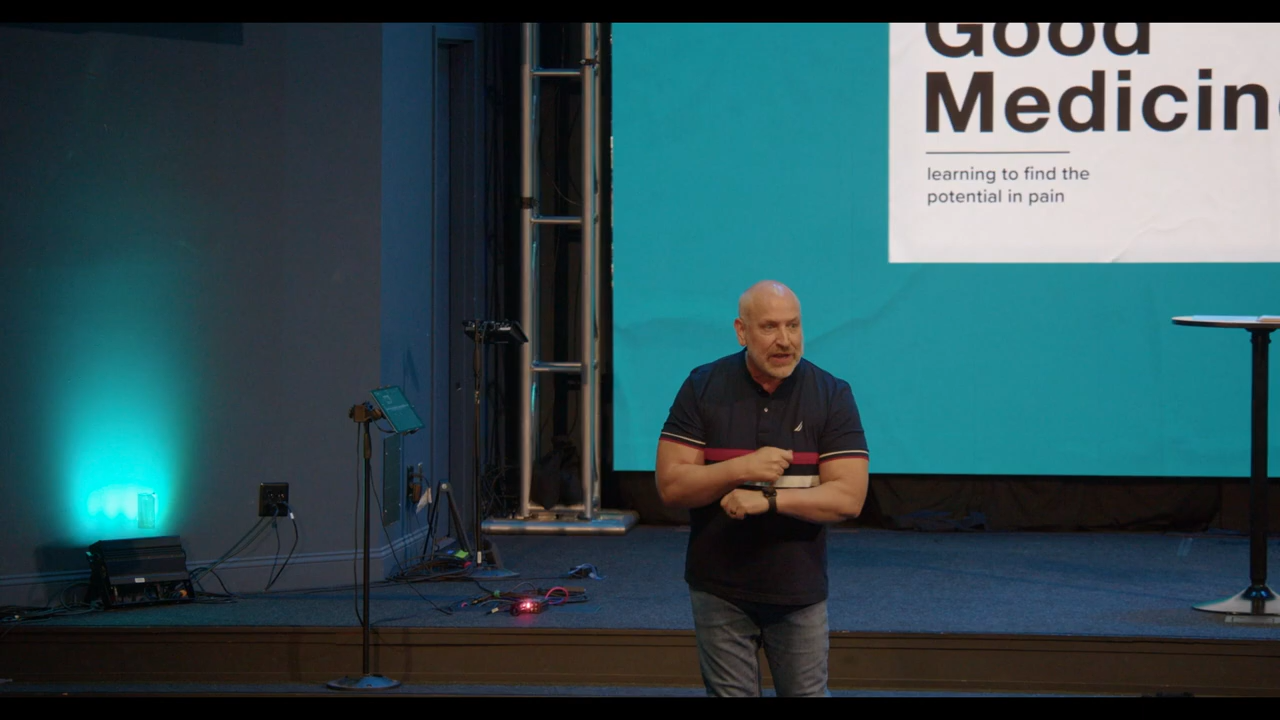 Good
Medicin
learning to find the
potential in pain